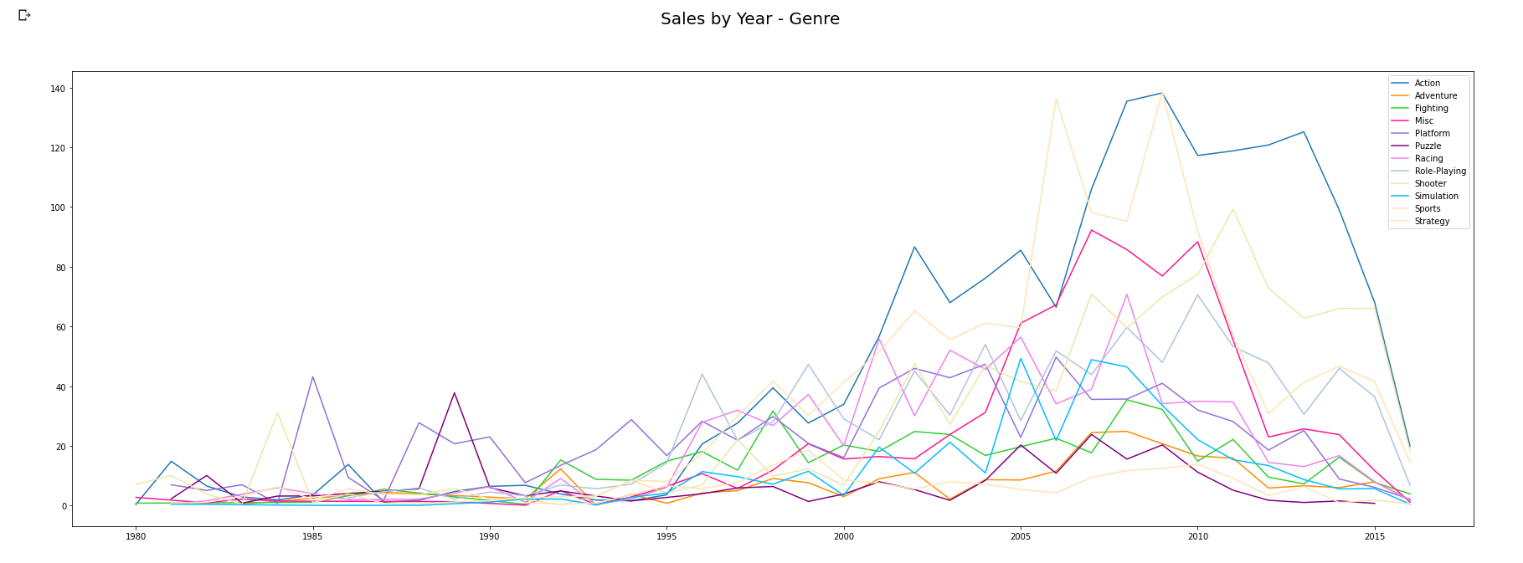 Sales by Year - Genre
140
120
100
80
60
40
20
0
1980 1985 1990 1995 2000 2005 2010 2015
Action
Adventure
Fighting
Misc
Platform
Puzzle
Racing
Role-Playing
Shooter
Simulation
Sports
Strategy